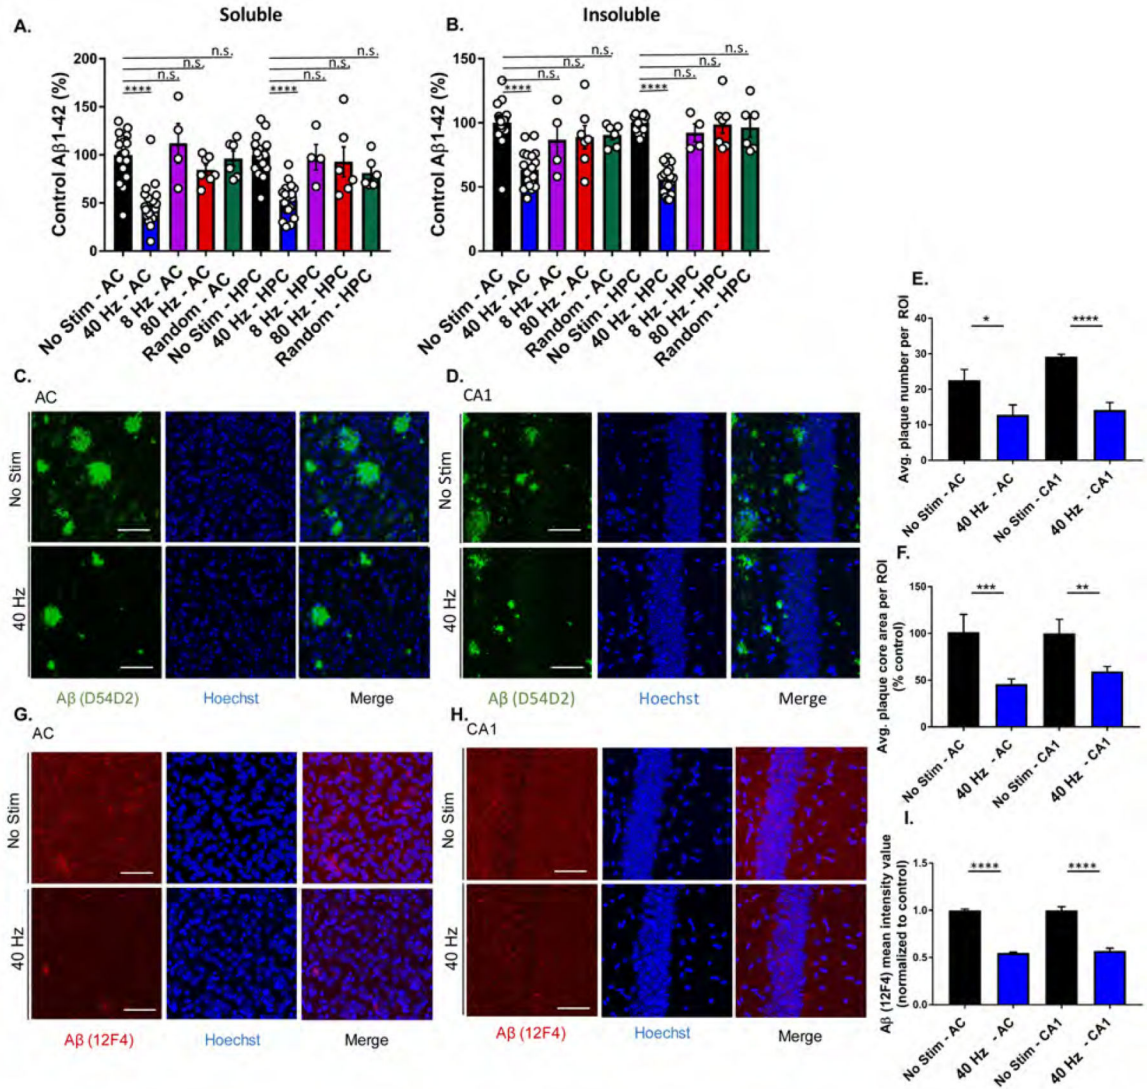 Soluble
A.
Control Aβ1-42 (%)
200
150
100
50
0
n.s.
n.s.
n.s.
****
n.s.
n.s.
n.s.
****
No Stim - AC
40 Hz - AC
8 Hz - AC
80 Hz - AC
Random - AC
No Stim - HPC
40 Hz - HPC
8 Hz - HPC
80 Hz - HPC
Random - HPC
Insoluble
B.
Control Aβ1-42 (%)
150
100
50
0
n.s.
n.s.
n.s.
****
n.s.
n.s.
n.s.
****
No Stim - AC
40 Hz - AC
8 Hz - AC
80 Hz - AC
Random - AC
No Stim - HPC
40 Hz - HPC
8 Hz - HPC
80 Hz - HPC
Random - HPC
C.
AC
No Stim
40 Hz
Aβ (D54D2)
Hoechst
Merge
D.
CA1
No Stim
40 Hz
Aβ (D54D2)
Hoechst
Merge
E.
Avg. plaque number per ROI
40
30
20
10
0
*
****
No Stim - AC
40 Hz - AC
No Stim - CA1
40 Hz - CA1
F.
Avg. plaque core area per ROI
(% control)
150
100
50
0
***
**
No Stim - AC
40 Hz - AC
No Stim - CA1
40 Hz - CA1
G.
AC
No Stim
40 Hz
Aβ (12F4)
Hoechst
Merge
H.
CA1
No Stim
40 Hz
Aβ (12F4)
Hoechst
Merge
I.
Aβ (12F4) mean intensity value
(normalized to control)
1.5
1.0
0.5
0.0
****
****
No Stim - AC
40 Hz - AC
No Stim - CA1
40 Hz - CA1